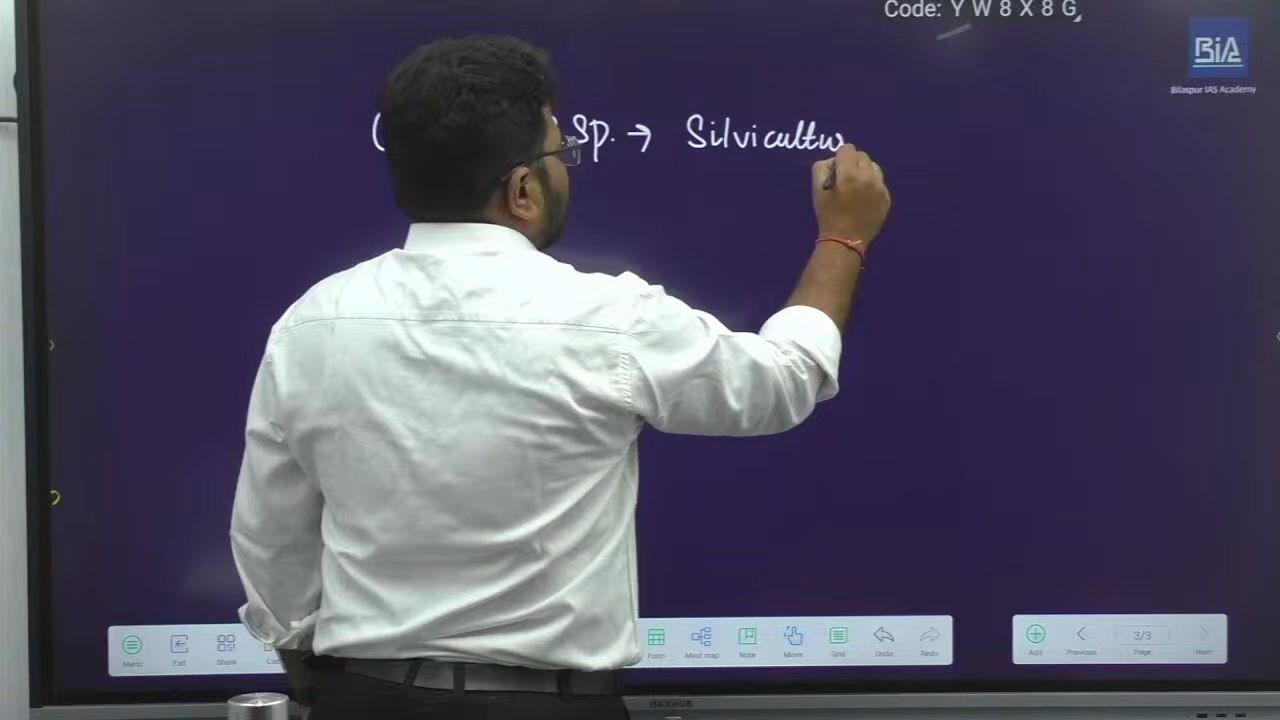 Code: Y W 8 X 8 G
BiA
Bilaspur IAS Academy
Sp. → Silvicultu
Menu Exit Share Form Mind map Note Move Grid Undo Redo
Add Previous 3/3 Page Next
MAXHUB